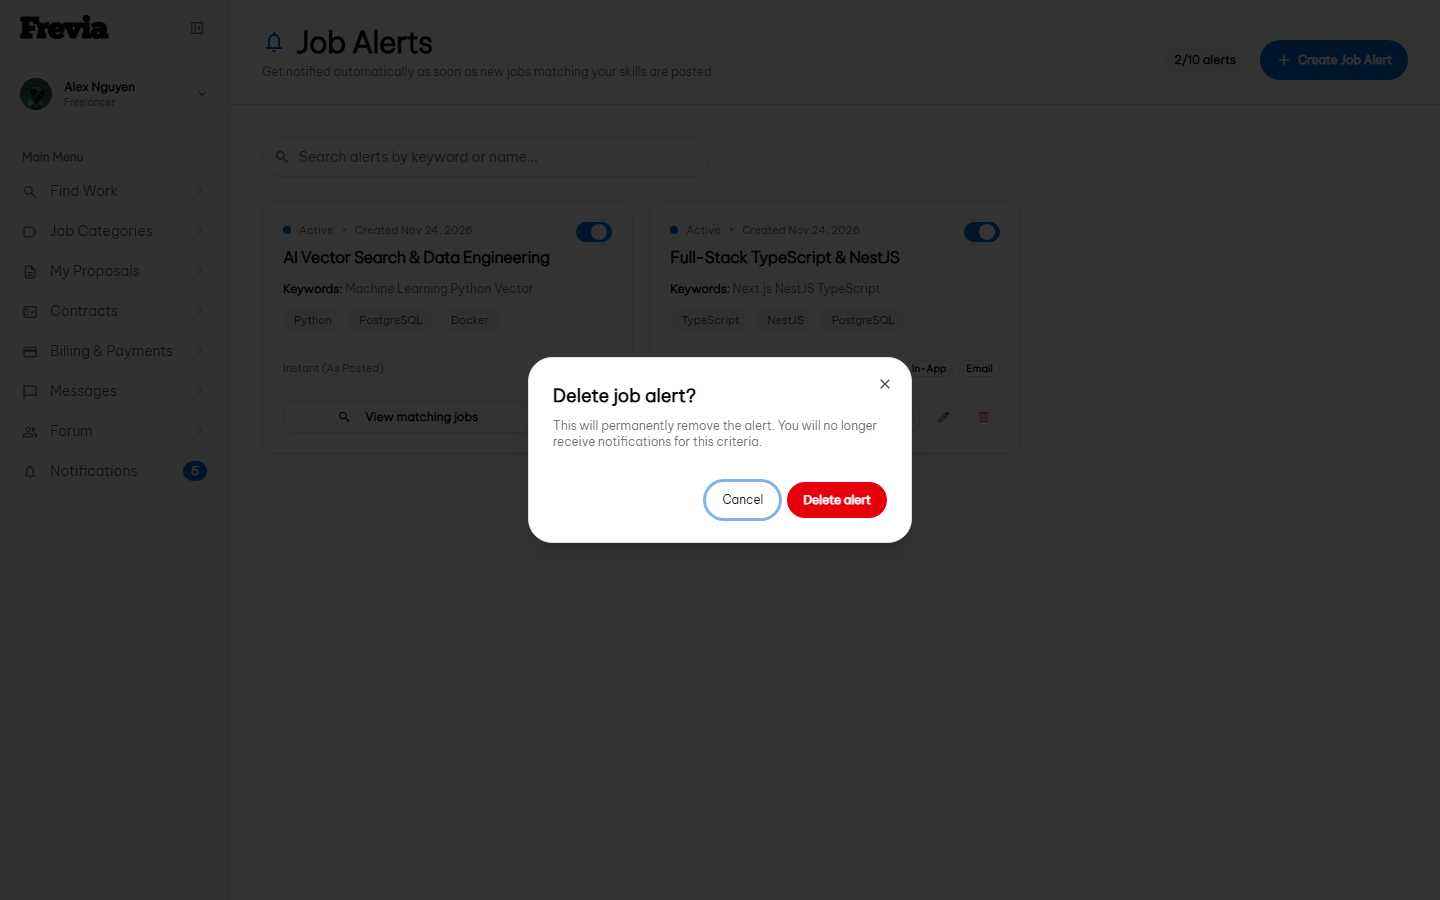 Frevia
Alex Nguyen
Freelancer
Main Menu
Find Work
Job Categories
My Proposals
Contracts
Billing & Payments
Messages
Forum
Notifications
5
Job Alerts
Get notified automatically as soon as new jobs matching your skills are posted.
2/10 alerts
Create Job Alert
Search alerts by keyword or name...
Active • Created Nov 24, 2026
AI Vector Search & Data Engineering
Keywords: Machine Learning Python Vector
Python PostgreSQL Docker
Instant (As Posted)
View matching jobs
Active • Created Nov 24, 2026
Full-Stack TypeScript & NestJS
Keywords: Next.js NestJS TypeScript
TypeScript NestJS PostgreSQL
In-App Email
Delete job alert?
This will permanently remove the alert. You will no longer
receive notifications for this criteria.
Cancel
Delete alert